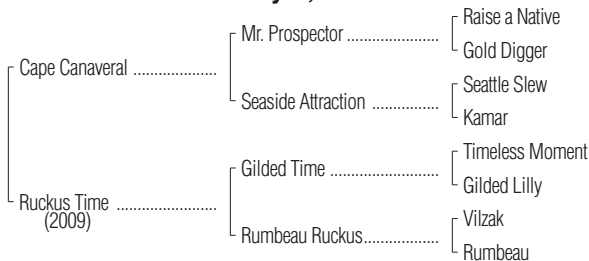 Raise a Native
Mr. Prospector ....................
Gold Digger
Cape Canaveral ..................
Seattle Slew
Seaside Attraction ..............
Kamar
Timeless Moment
Gilded Time .......................
Gilded Lilly
Ruckus Time .....................
(2009)
Vilzak
Rumbeau Ruckus................
Rumbeau